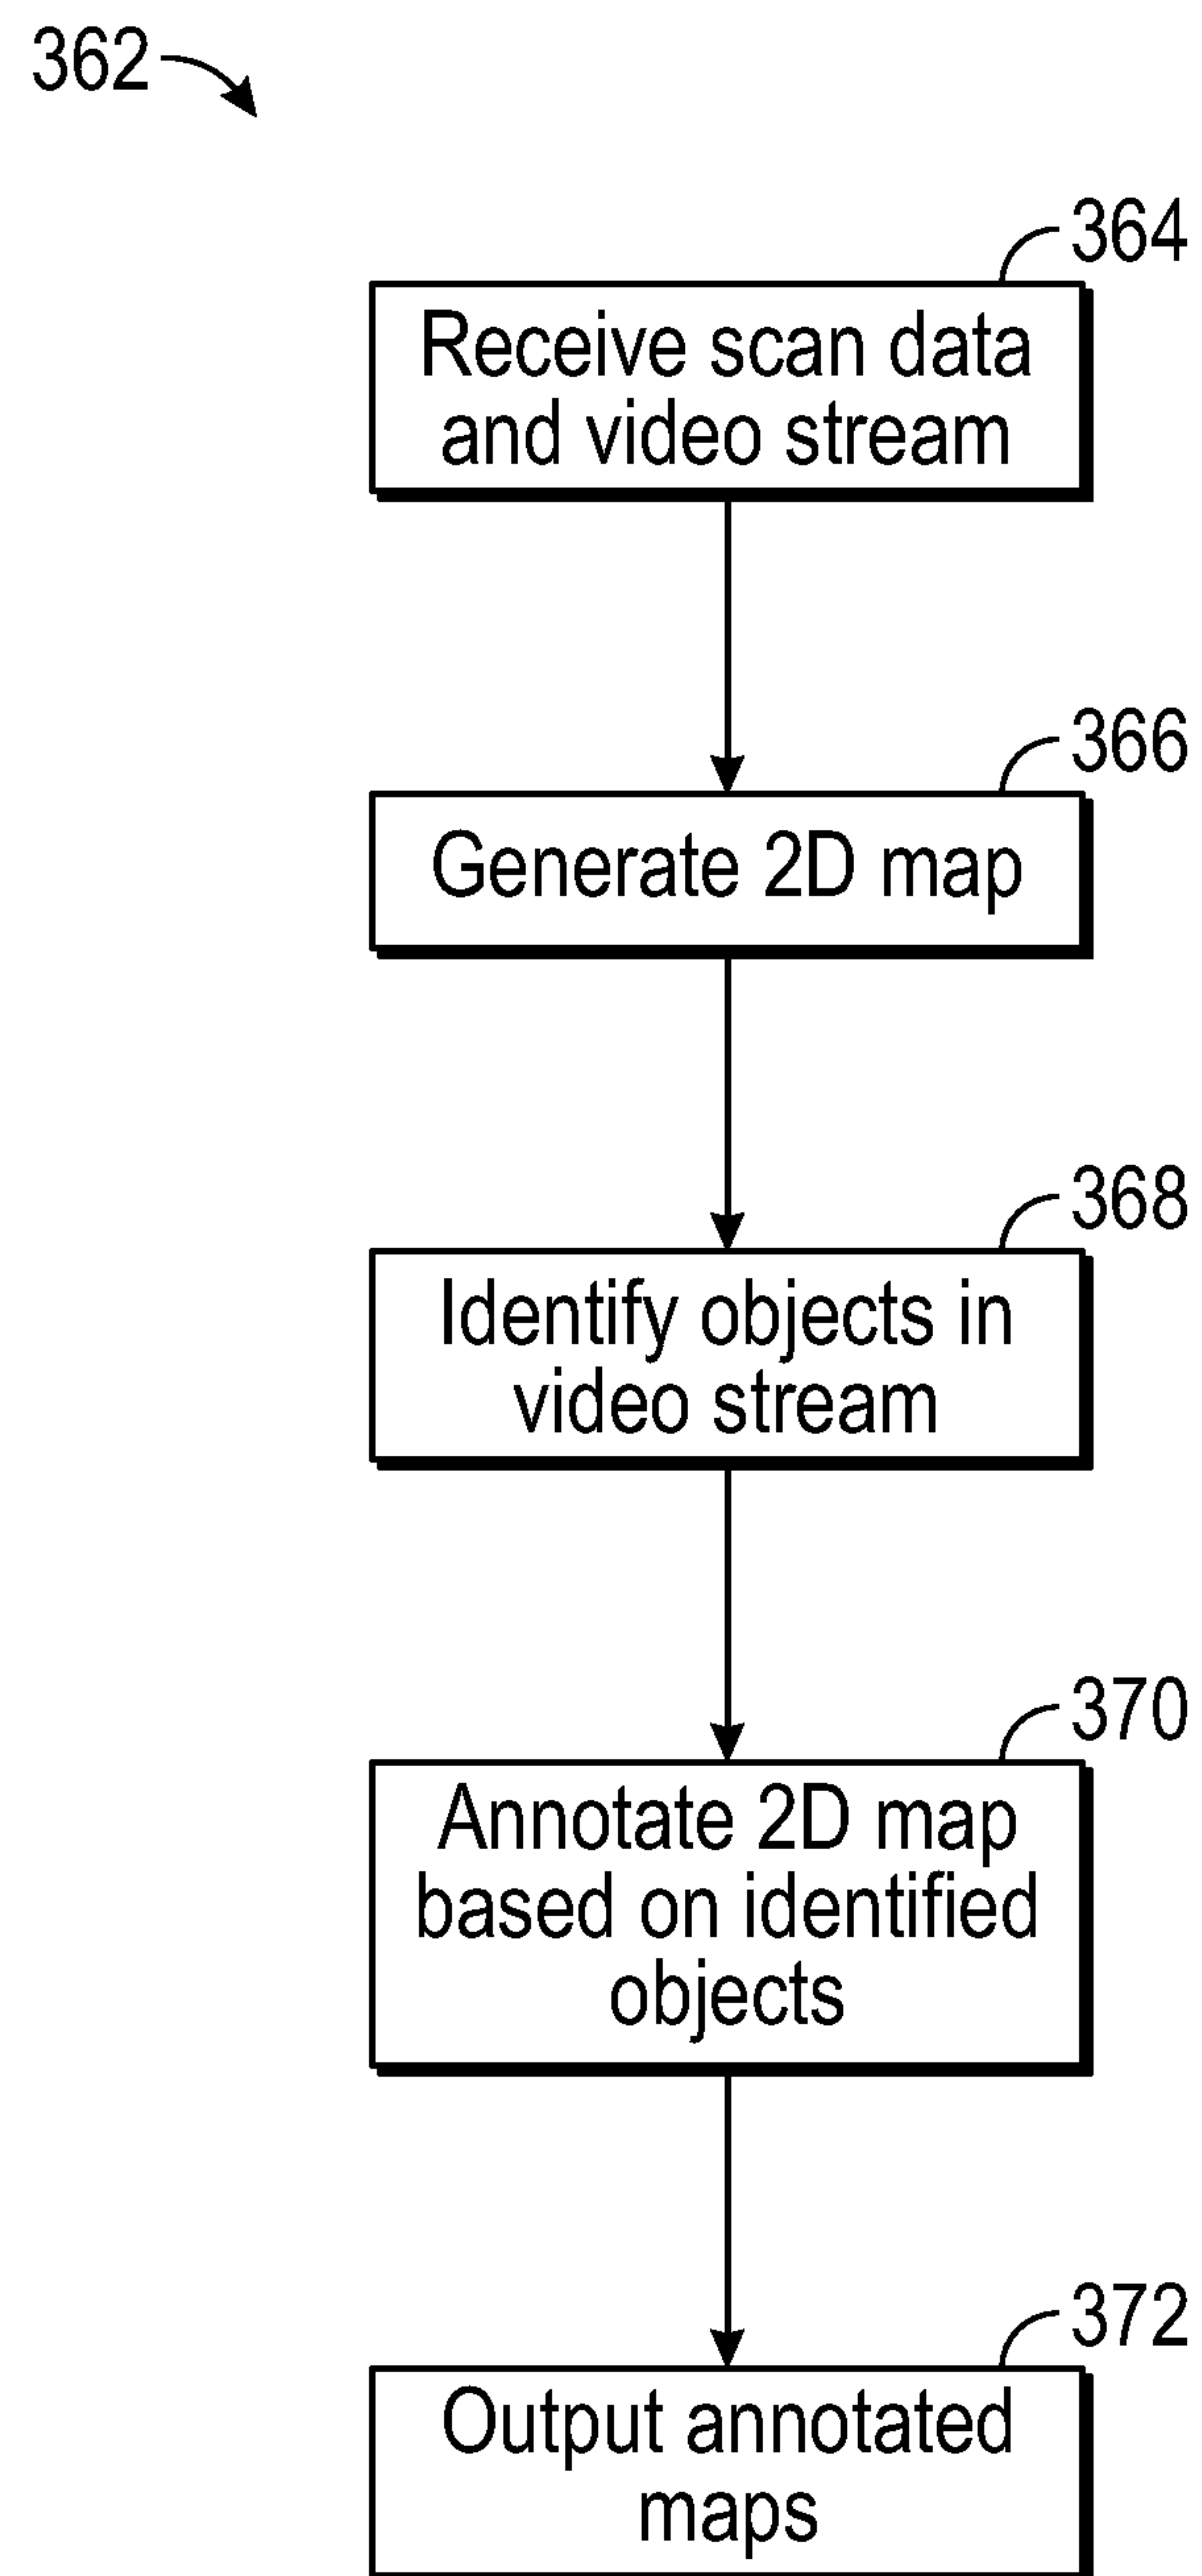 362
364
Receive scan data
and video stream
366
Generate 2D map
368
Identify objects in
video stream
370
Annotate 2D map
based on identified
objects
372
Output annotated
maps